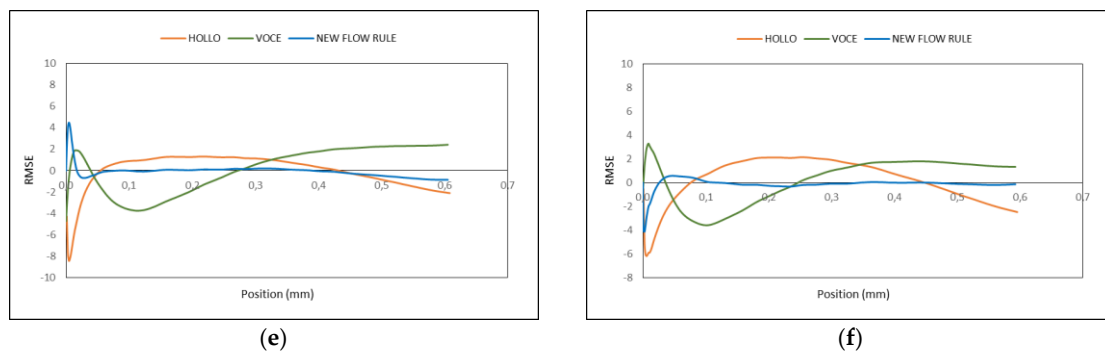 HOLLO VOCE NEW FLOW RULE
10
8
6
4
2
0
-2
-4
-6
-8
-10
0.0 0,1 0,2 0,3 0,4 0,5 0,6 0,7
RMSE
Position (mm)
(e)
HOLLO VOCE NEW FLOW RULE
10
8
6
4
2
0
-2
-4
-6
-8
0.0 0,1 0,2 0,3 0,4 0,5 0,6 0,7
RMSE
Position (mm)
(f)